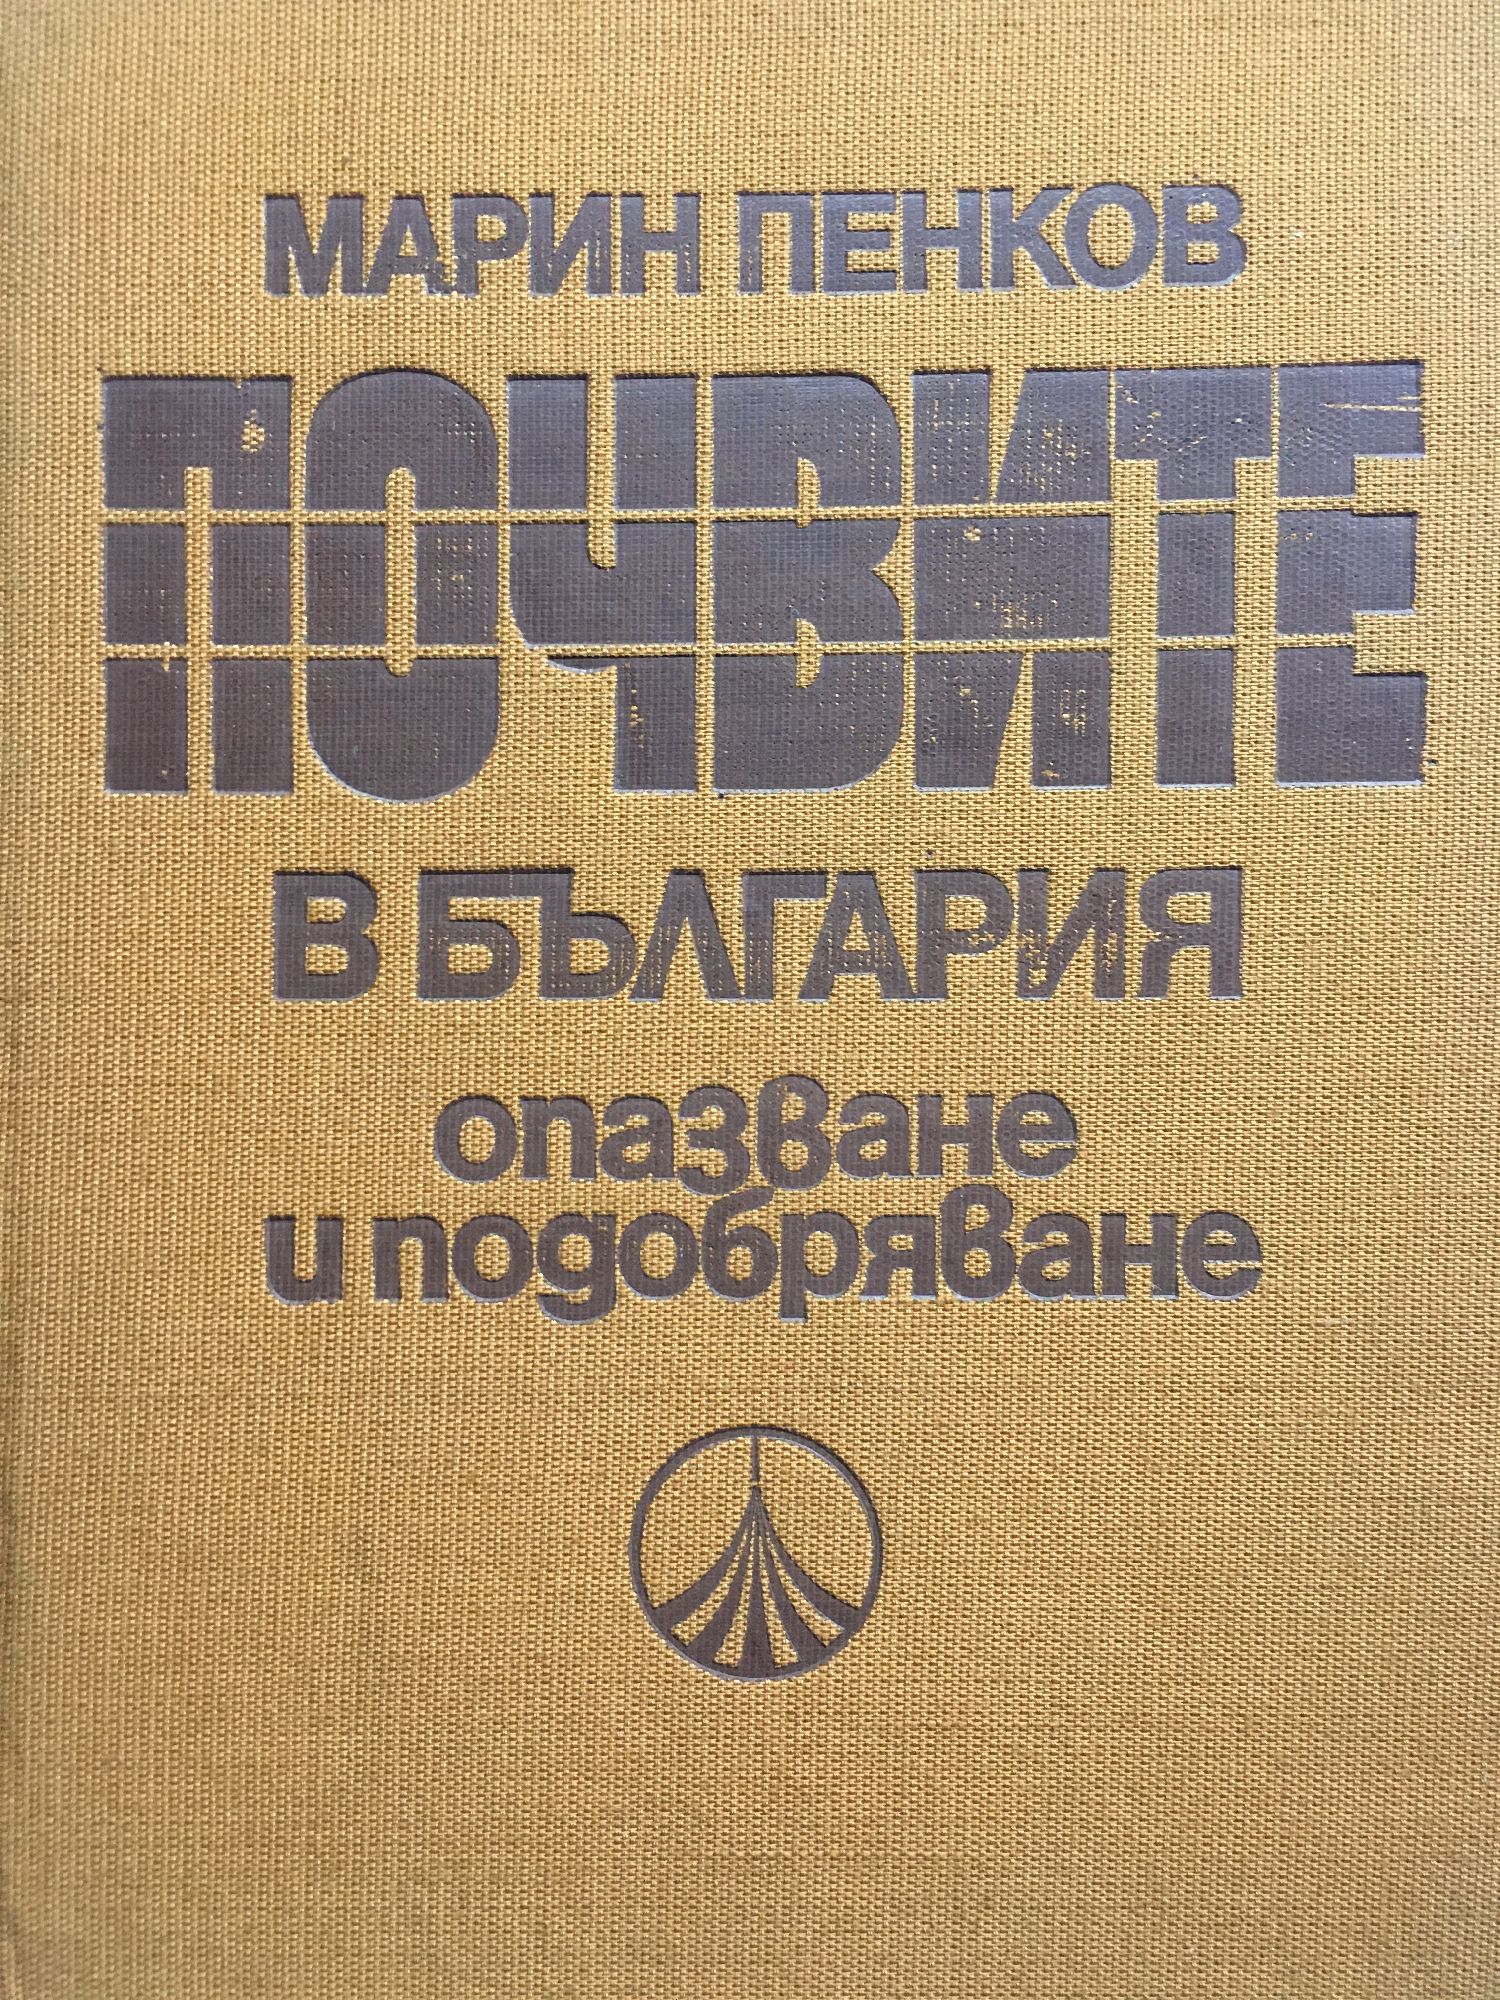 МАРИН ПЕНКОВ
ПОЧВИТЕ
В БЪЛГАРИЯ
опазване
и подобряване